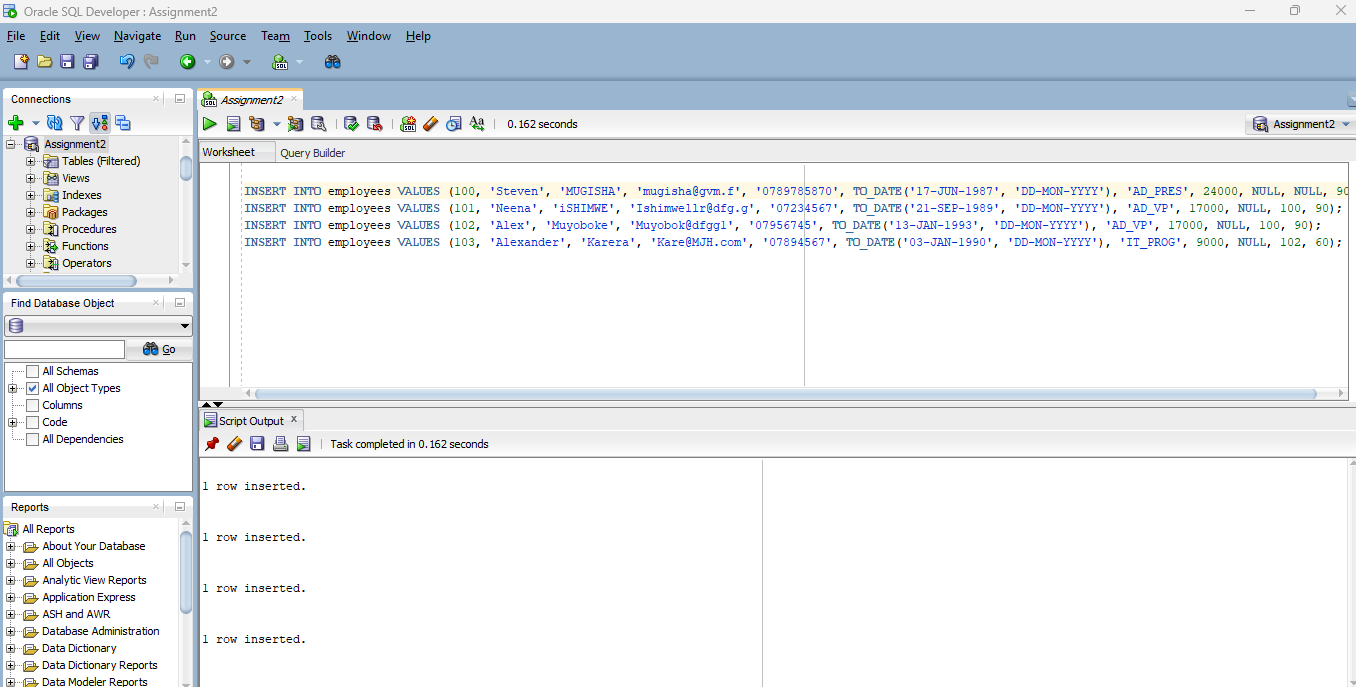 Oracle SQL Developer : Assignment2
File Edit View Navigate Run Source Team Tools Window Help
Connections
Assignment2
Tables (Filtered)
Views
Indexes
Packages
Procedures
Functions
Operators
Find Database Object
Go
All Schemas
All Object Types
Columns
Code
All Dependencies
Reports
All Reports
About Your Database
All Objects
Analytic View Reports
Application Express
ASH and AWR
Database Administration
Data Dictionary
Data Dictionary Reports
Data Modeler Reports
Assignment2
0.162 seconds
Assignment2
Worksheet Query Builder
INSERT INTO employees VALUES (100, 'Steven', 'MUGISHA', 'mugisha@gvm.f', '0789785870', TO_DATE('17-JUN-1987', 'DD-MON-YYYY'), 'AD_PRES', 24000, NULL, NULL, 90
INSERT INTO employees VALUES (101, 'Neena', 'iSHIMWE', 'Ishimwellr@dfg.g', '07234567', TO_DATE('21-SEP-1989', 'DD-MON-YYYY'), 'AD_VP', 17000, NULL, 100, 90);
INSERT INTO employees VALUES (102, 'Alex', 'Muyoboke', 'Muyobok@dfggl', '07956745', TO_DATE('13-JAN-1993', 'DD-MON-YYYY'), 'AD_VP', 17000, NULL, 100, 90);
INSERT INTO employees VALUES (103, 'Alexander', 'Karera', 'Kare@MJH.com', '07894567', TO_DATE('03-JAN-1990', 'DD-MON-YYYY'), 'IT_PROG', 9000, NULL, 102, 60);
Script Output
Task completed in 0.162 seconds
1 row inserted.
1 row inserted.
1 row inserted.
1 row inserted.